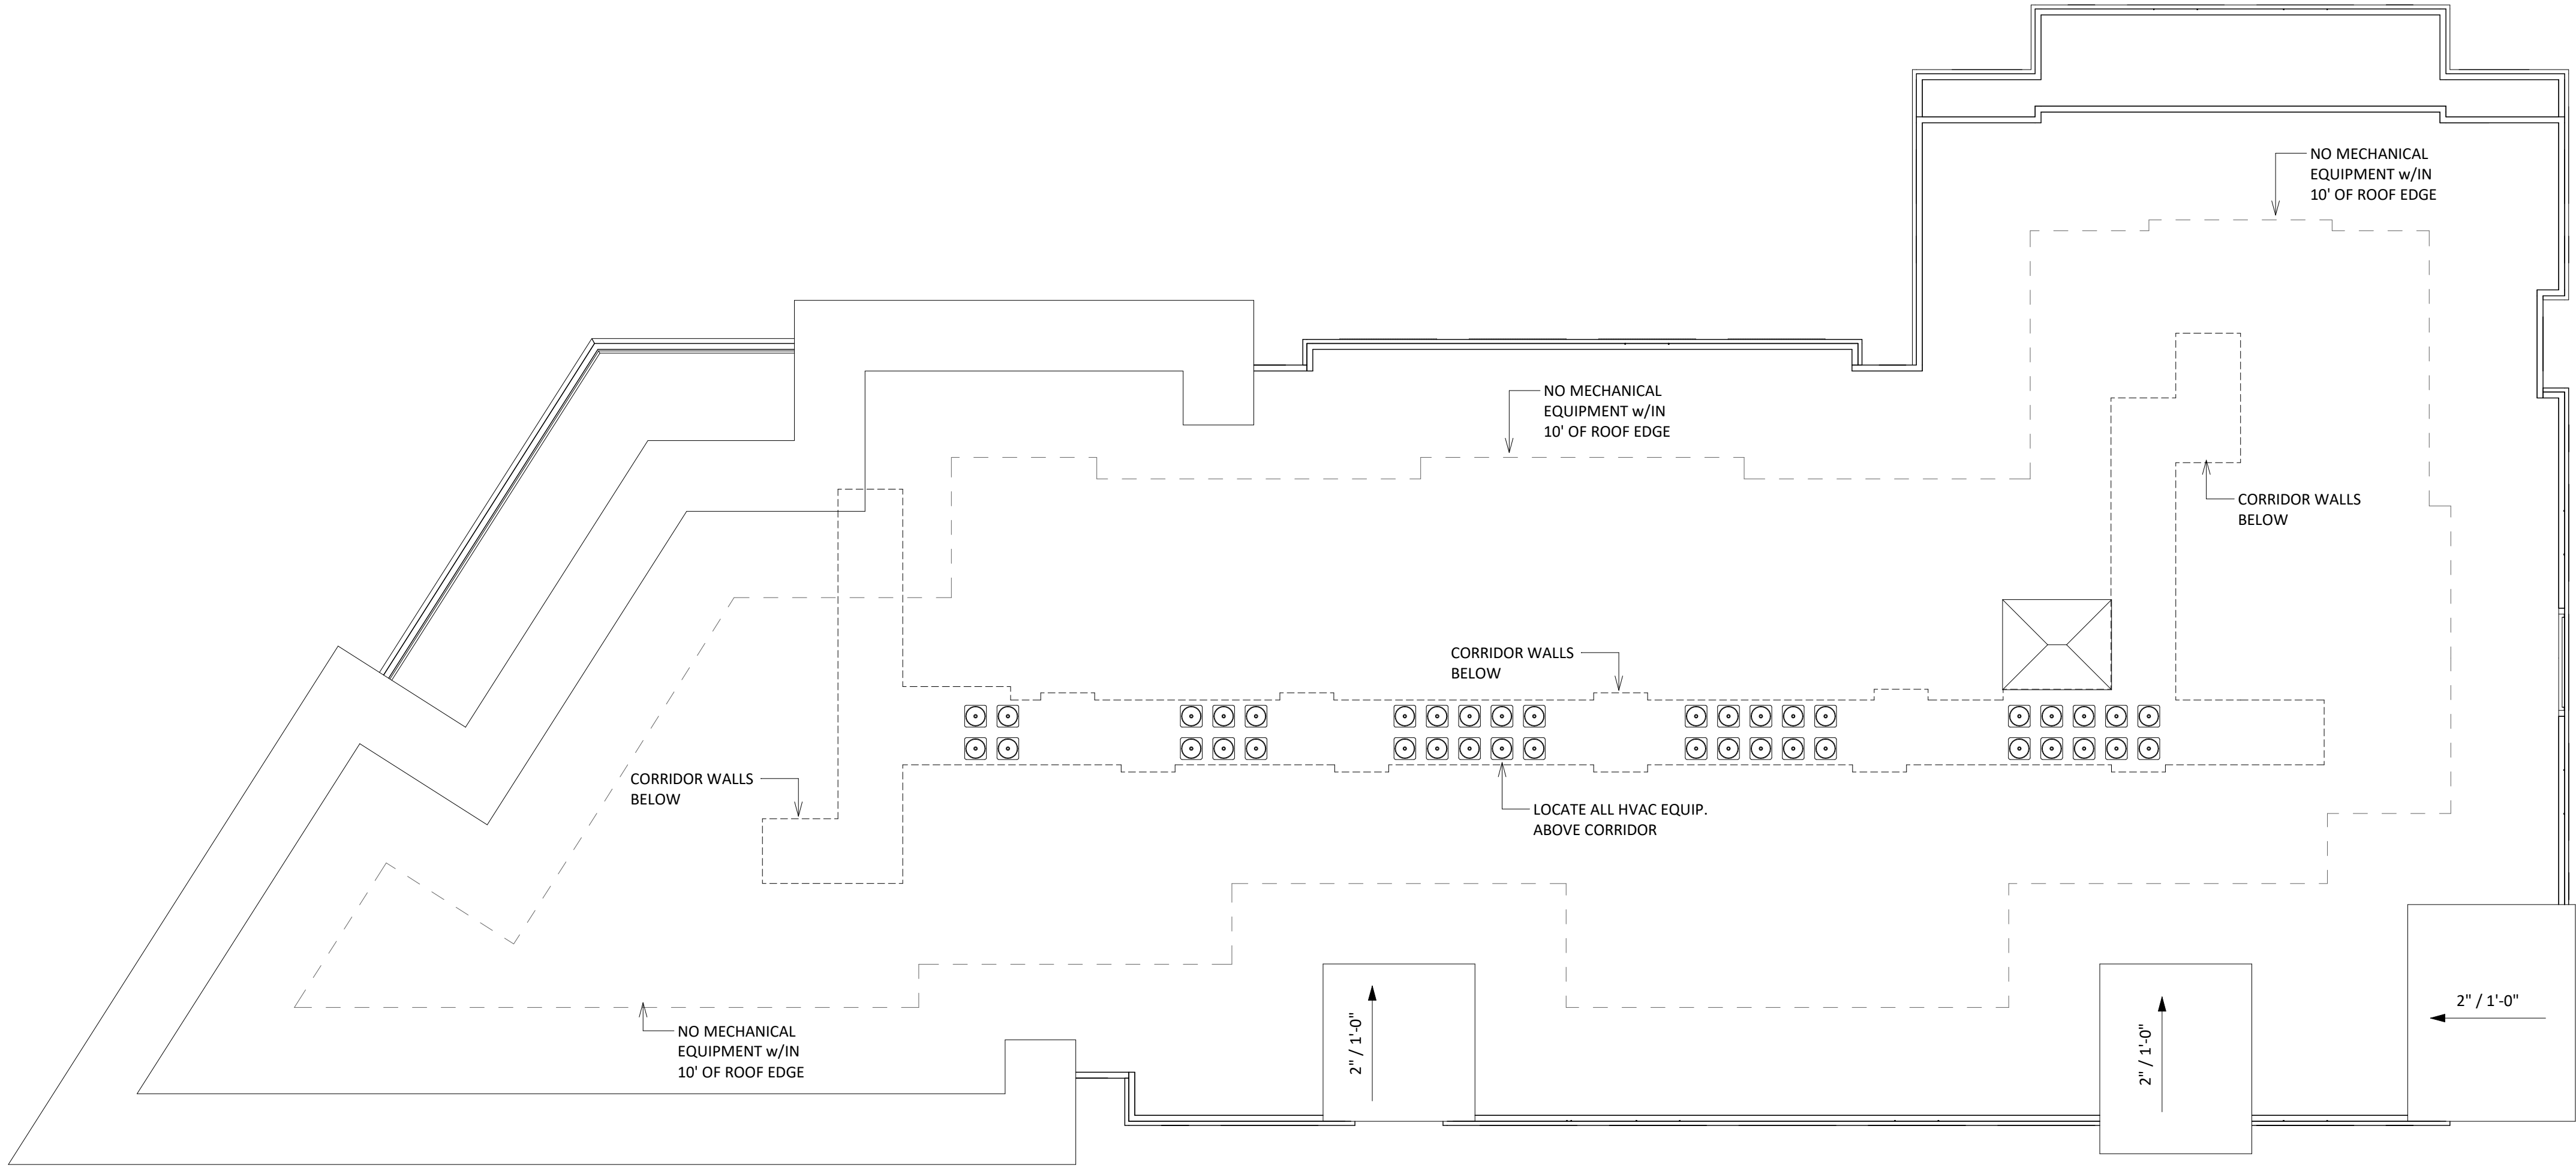 NO MECHANICAL
EQUIPMENT w/IN
10' OF ROOF EDGE
NO MECHANICAL
EQUIPMENT w/IN
10' OF ROOF EDGE
CORRIDOR WALLS
BELOW
CORRIDOR WALLS
BELOW
CORRIDOR WALLS
BELOW
LOCATE ALL HVAC EQUIP.
ABOVE CORRIDOR
NO MECHANICAL
EQUIPMENT w/IN
10' OF ROOF EDGE
2" / 1'-0"
2" / 1'-0"
2" / 1'-0"